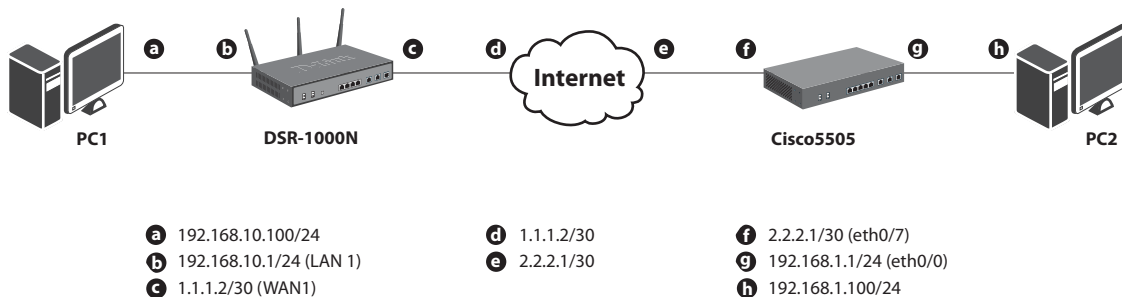 a b c d e f g h
D-Link
Internet
PC1 DSR-1000N Cisco5505 PC2
a 192.168.10.100/24
b 192.168.10.1/24 (LAN 1)
c 1.1.1.2/30 (WAN1)
d 1.1.1.2/30
e 2.2.2.1/30
f 2.2.2.1/30 (eth0/7)
g 192.168.1.1/24 (eth0/0)
h 192.168.1.100/24